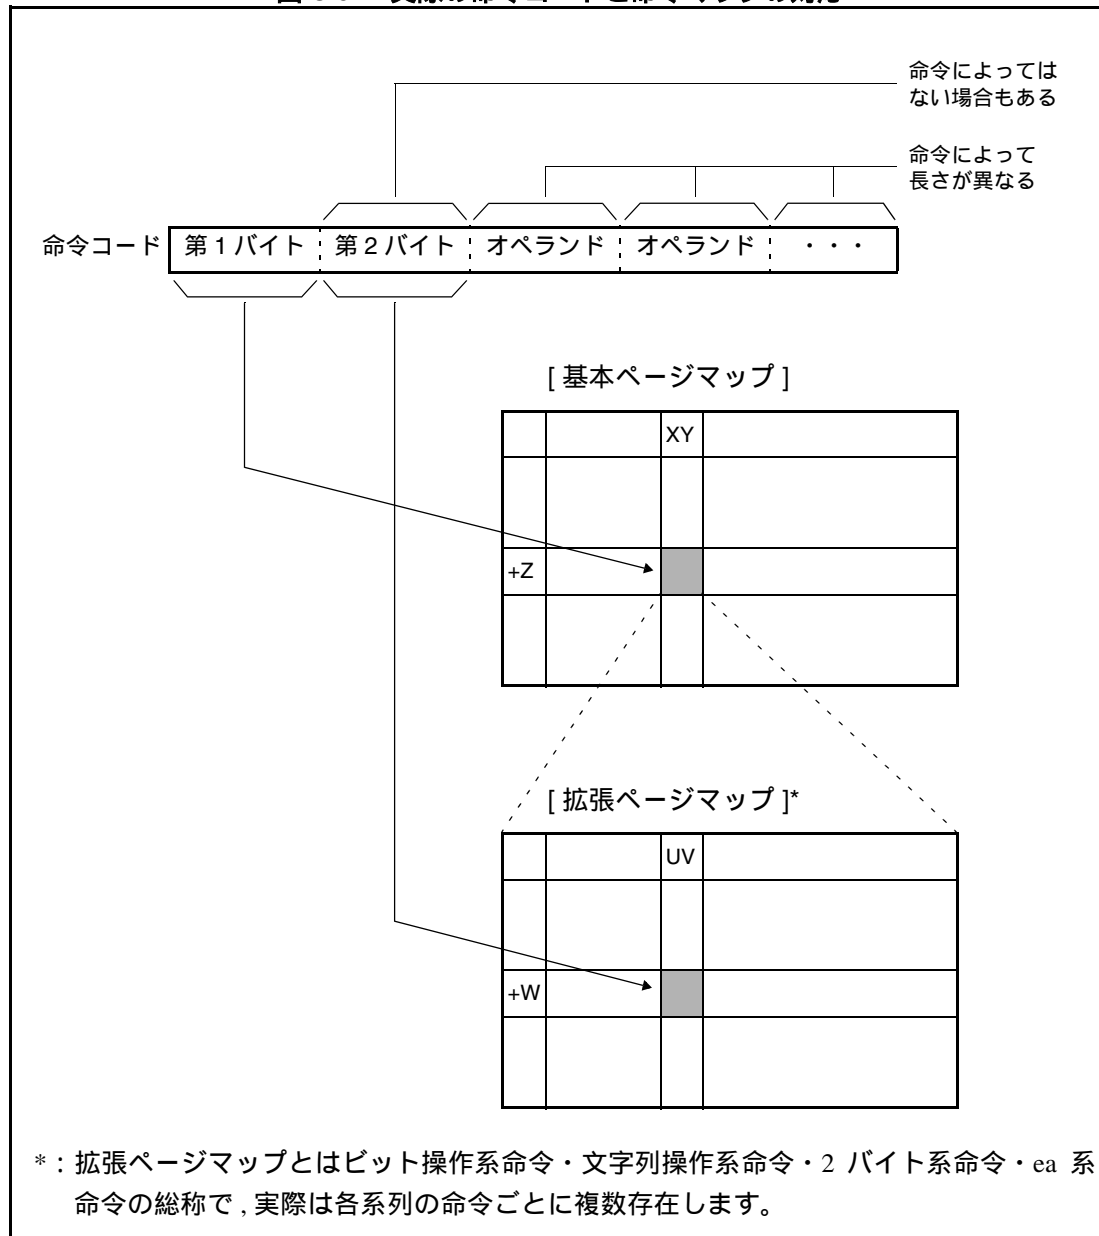 命令によっては
ない場合もある
命令によって
長さが異なる
命令コード 第 1 バイト 第 2 バイト オペランド オペランド ・・・
[ 基本ページマップ ]
XY
+Z
[ 拡張ページマップ ]*
UV
+W
* : 拡張ページマップとはビット操作系命令・文字列操作系命令・2 バイト系命令・ea 系
命令の総称で , 実際は各系列の命令ごとに複数存在します。